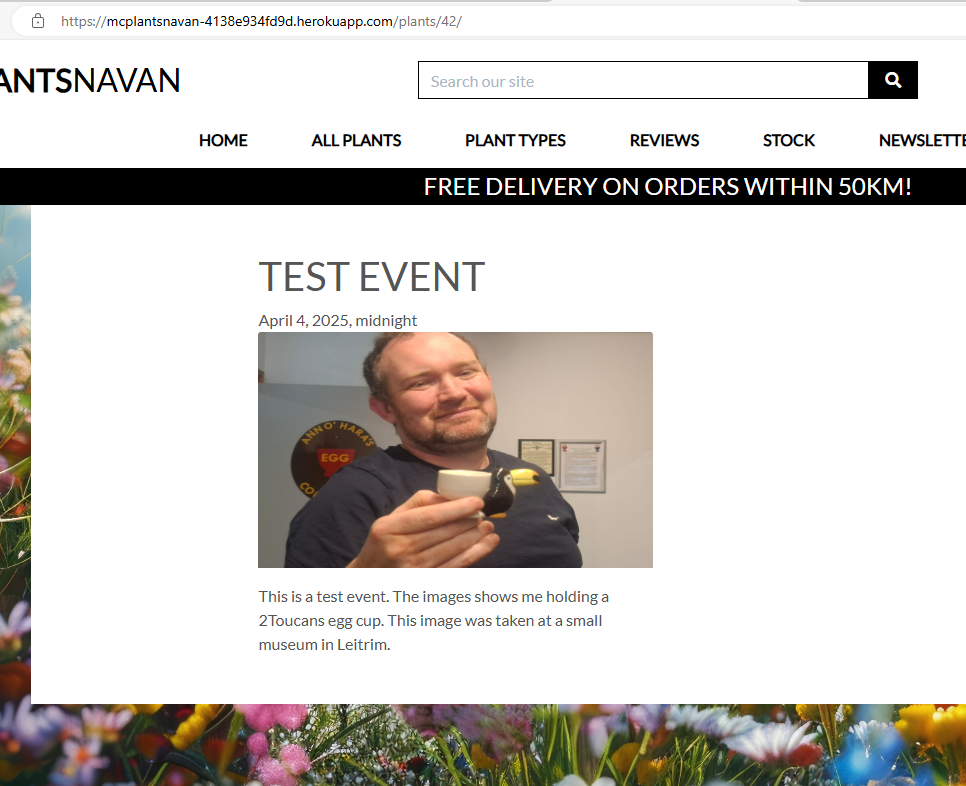 https://mcplantsnavan-4138e934fd9d.herokuapp.com/plants/42/
ANTSNAVAN
Search our site
HOME ALL PLANTS PLANT TYPES REVIEWS STOCK NEWSLETTE
FREE DELIVERY ON ORDERS WITHIN 50KM!
TEST EVENT
April 4, 2025, midnight
ANN O' HARA'S
EGG
This is a test event. The images shows me holding a
2Toucans egg cup. This image was taken at a small
museum in Leitrim.